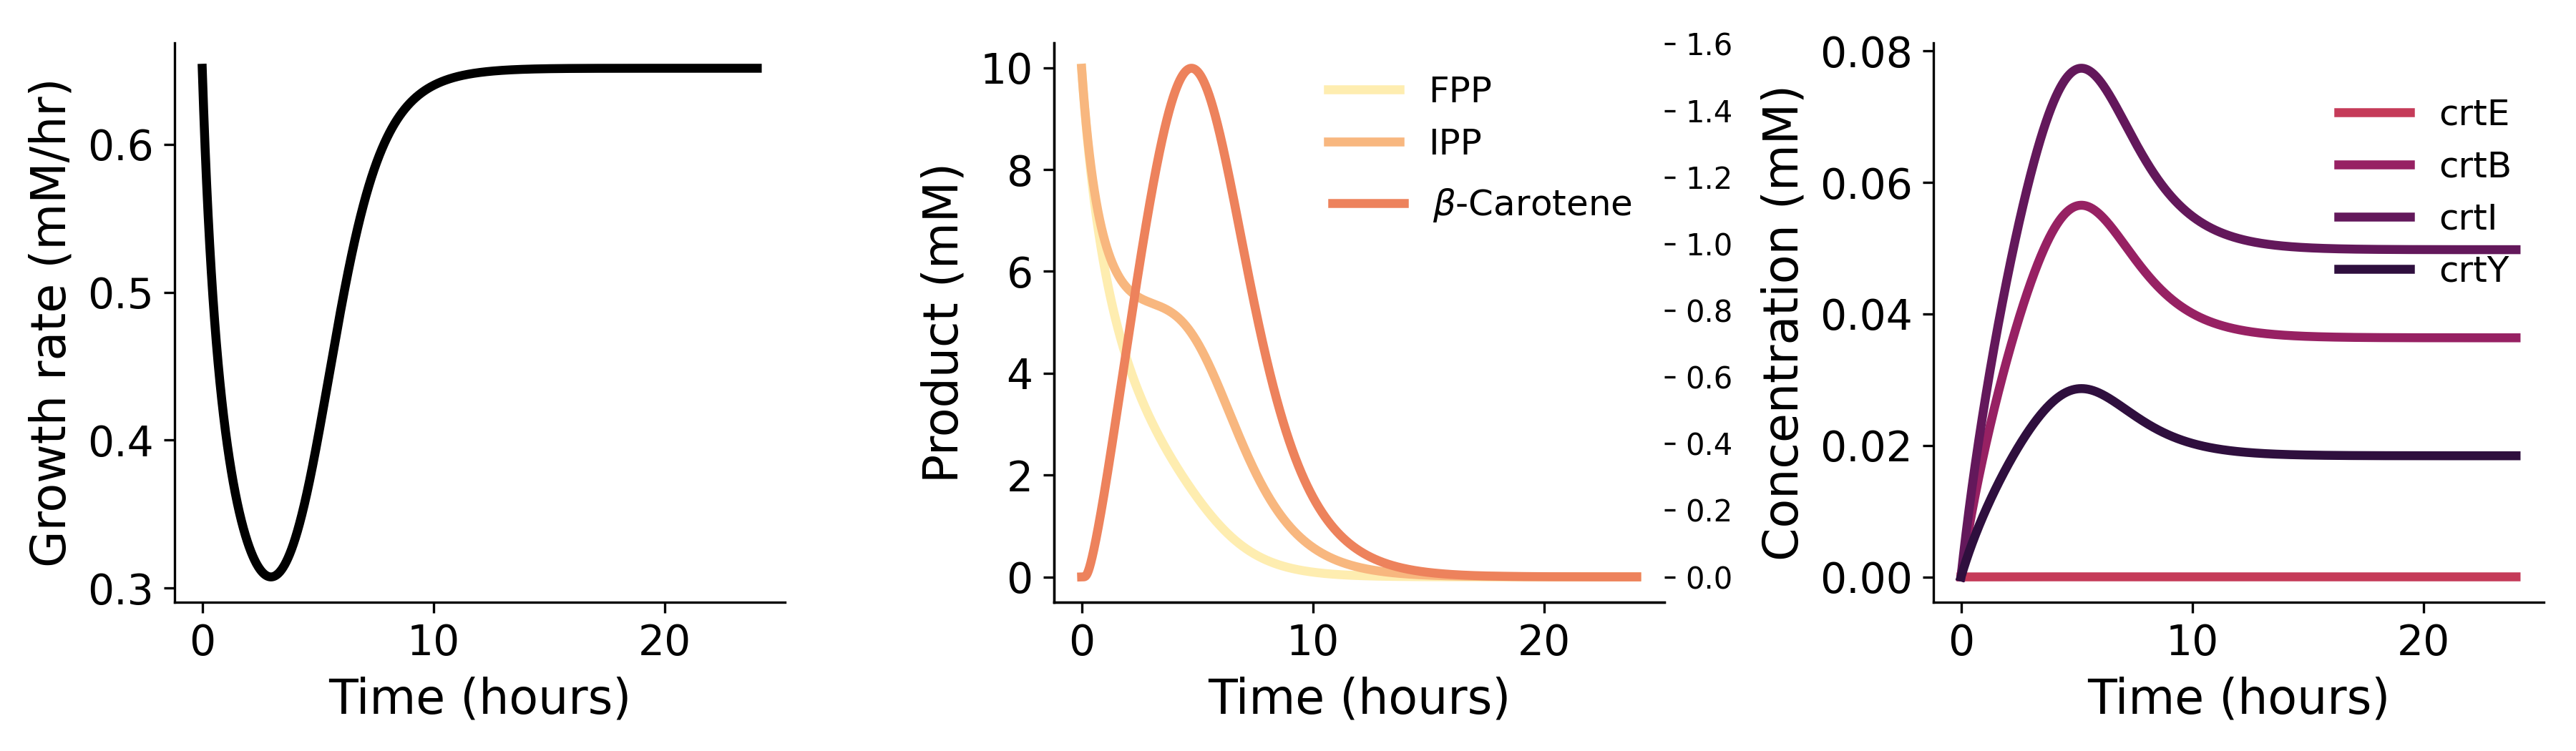 Growth rate (mM/hr)
0.6
0.5
0.4
0.3
0
10
20
Time (hours)
Product (mM)
10
8
6
4
2
0
FPP
IPP
β-Carotene
1.6
1.4
1.2
1.0
0.8
0.6
0.4
0.2
0.0
0
10
20
Time (hours)
Concentration (mM)
0.08
0.06
0.04
0.02
0.00
crtE
crtB
crtI
crtY
0
10
20
Time (hours)